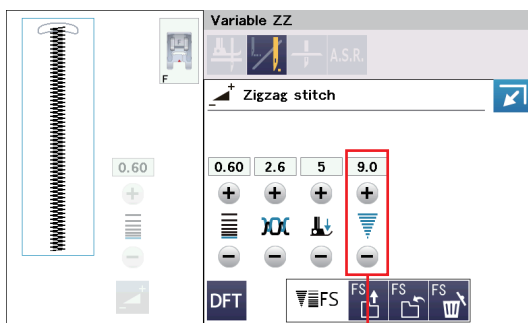 Variable ZZ
A.S.R.
F
+ Zigzag stitch
0.60
0.60 2.6 5 9.0
DFT
FS
FS FS FS